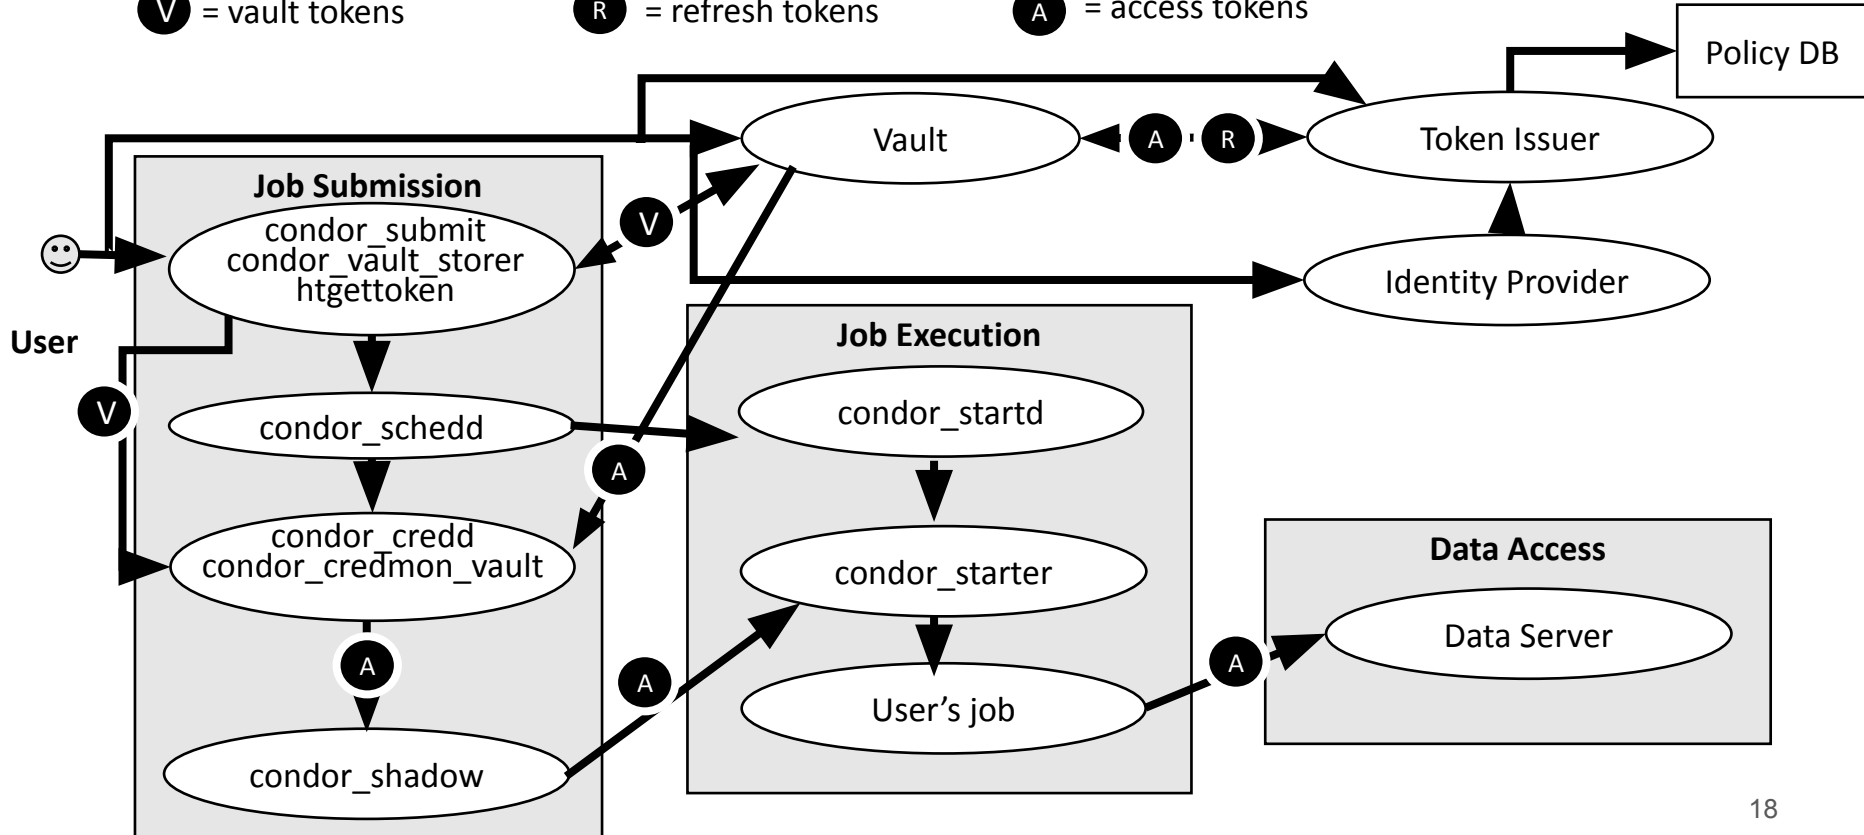 V = vault tokens
R = refresh tokens
A = access tokens
Policy DB
Vault
A
R
Token Issuer
Job Submission
condor_submit
condor_vault_storer
htgettoken
V
Identity Provider
User
Job Execution
V
condor_schedd
condor_startd
A
condor_credd
condor_credmon_vault
condor_starter
Data Access
Data Server
A
A
A
User’s job
condor_shadow
18